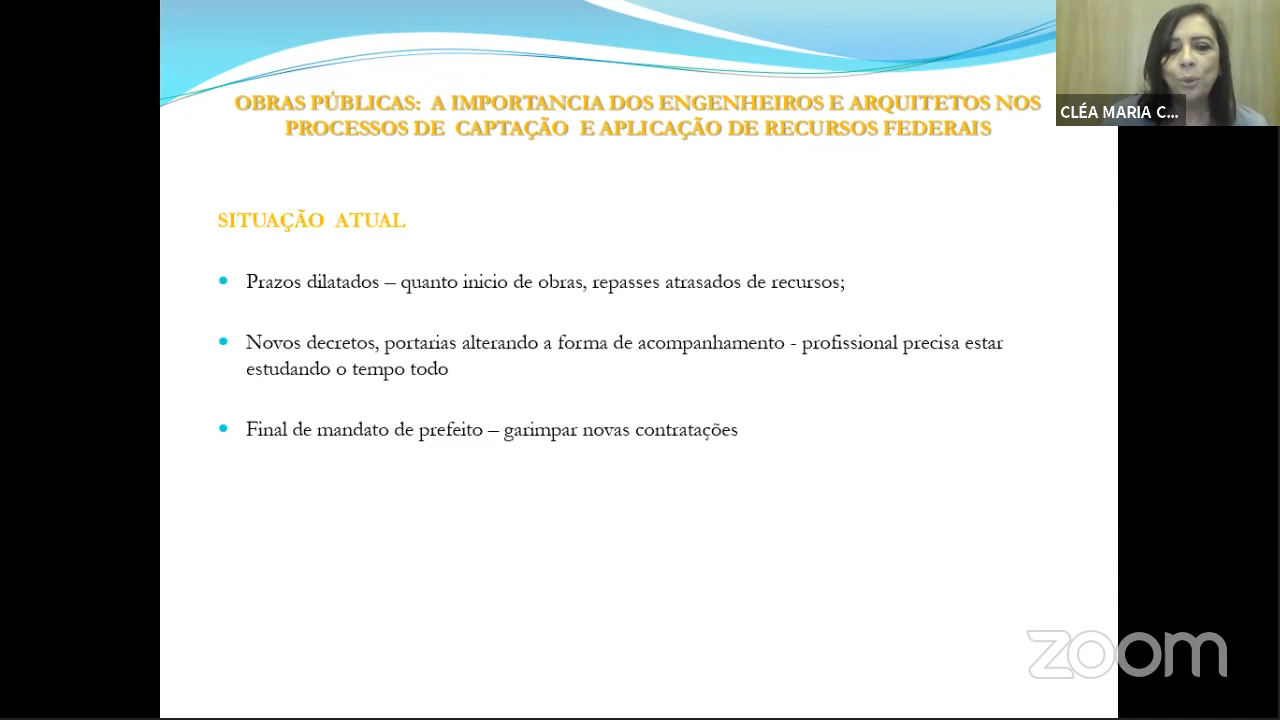 OBRAS PÚBLICAS: A IMPORTANCIA DOS ENGENHEIROS E ARQUITETOS NOS
PROCESSOS DE CAPTAÇÃO E APLICAÇÃO DE RECURSOS FEDERAIS
CLÉA MARIA C...
SITUAÇÃO ATUAL
• Prazos dilatados – quanto inicio de obras, repasses atrasados de recursos;
• Novos decretos, portarias alterando a forma de acompanhamento - profissional precisa estar
estudando o tempo todo
• Final de mandato de prefeito – garimpar novas contratações
zoom